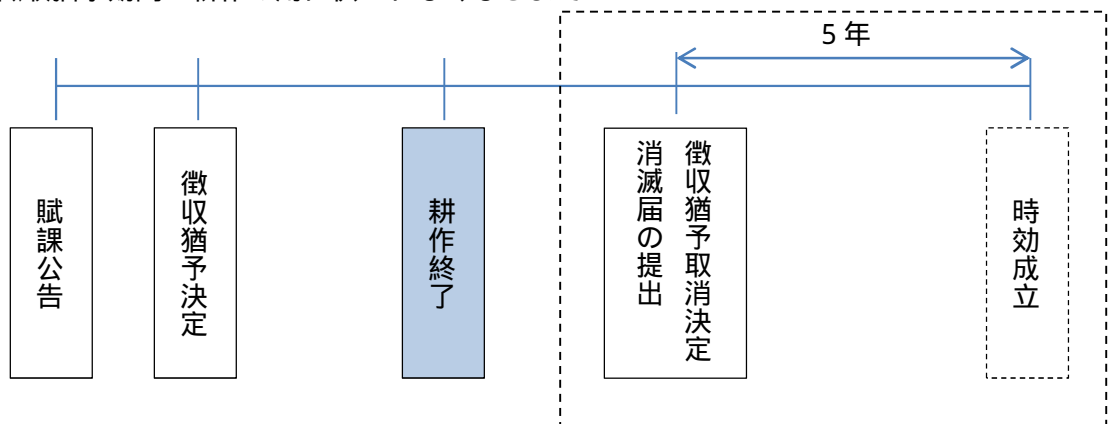 5 年
賦課公告
徴収猶予決定
耕作終了
徴収猶予取消決定
消滅届の提出
時効成立